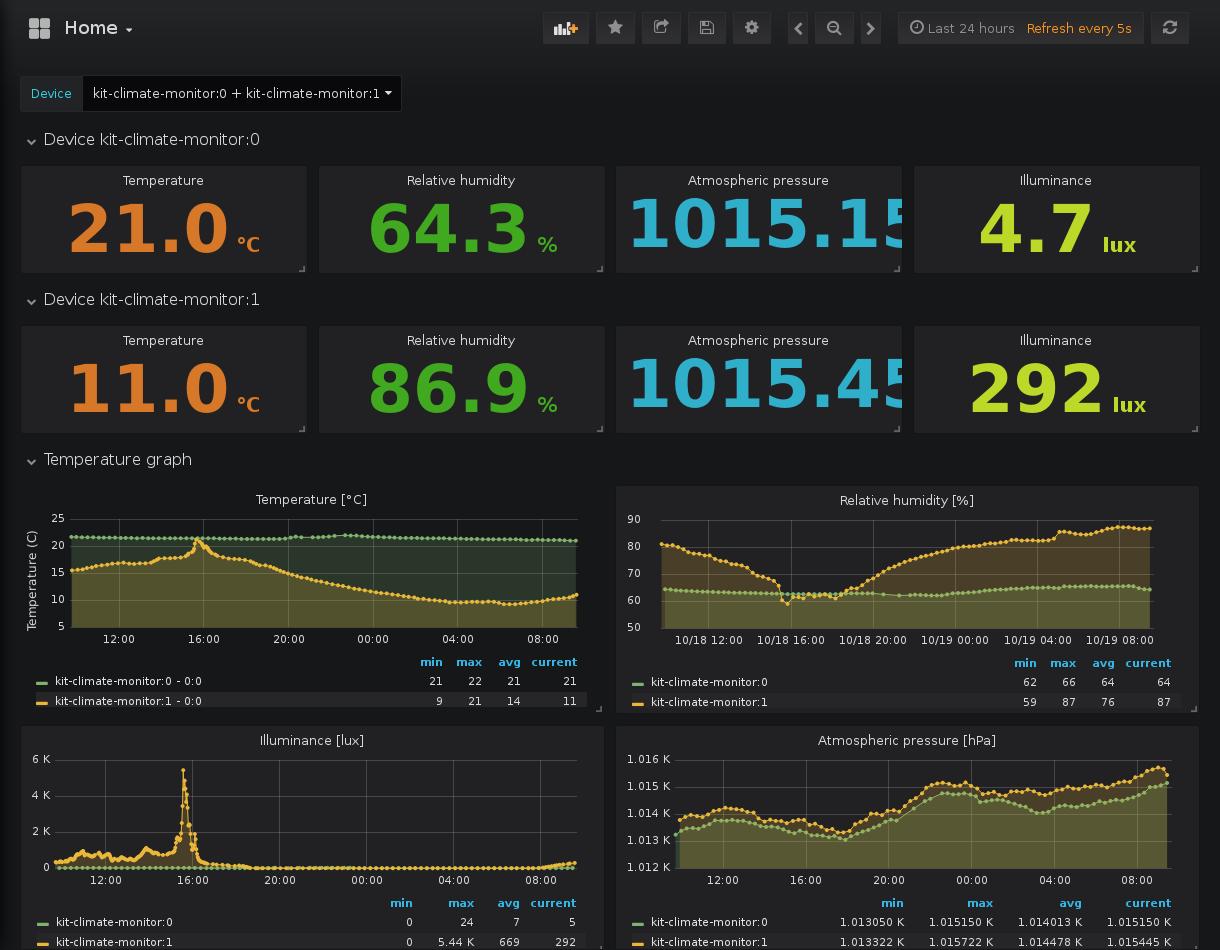 Home
Last 24 hours Refresh every 5s
Device kit-climate-monitor:0 + kit-climate-monitor:1
Device kit-climate-monitor:0
Temperature Relative humidity Atmospheric pressure Illuminance
21.0 °C 64.3 % 1015.15 4.7 lux
Device kit-climate-monitor:1
Temperature Relative humidity Atmospheric pressure Illuminance
11.0 °C 86.9 % 1015.45 292 lux
Temperature graph
Temperature [°C]
Temperature (C)
25
20
15
10
5
12:00 16:00 20:00 00:00 04:00 08:00
min max avg current
kit-climate-monitor:0 - 0:0 21 22 21 21
kit-climate-monitor:1 - 0:0 9 21 14 11
Relative humidity [%]
90
80
70
60
50
10/18 12:00 10/18 16:00 10/18 20:00 10/19 00:00 10/19 04:00 10/19 08:00
min max avg current
kit-climate-monitor:0 62 66 64 64
kit-climate-monitor:1 59 87 76 87
Illuminance [lux]
6 K
4 K
2 K
0
12:00 16:00 20:00 00:00 04:00 08:00
min max avg current
kit-climate-monitor:0 0 24 7 5
kit-climate-monitor:1 0 5.44 K 669 292
Atmospheric pressure [hPa]
1.016 K
1.015 K
1.014 K
1.013 K
1.012 K
12:00 16:00 20:00 00:00 04:00 08:00
min max avg current
kit-climate-monitor:0 1.013050 K 1.015150 K 1.014013 K 1.015150 K
kit-climate-monitor:1 1.013322 K 1.015722 K 1.014478 K 1.015445 K